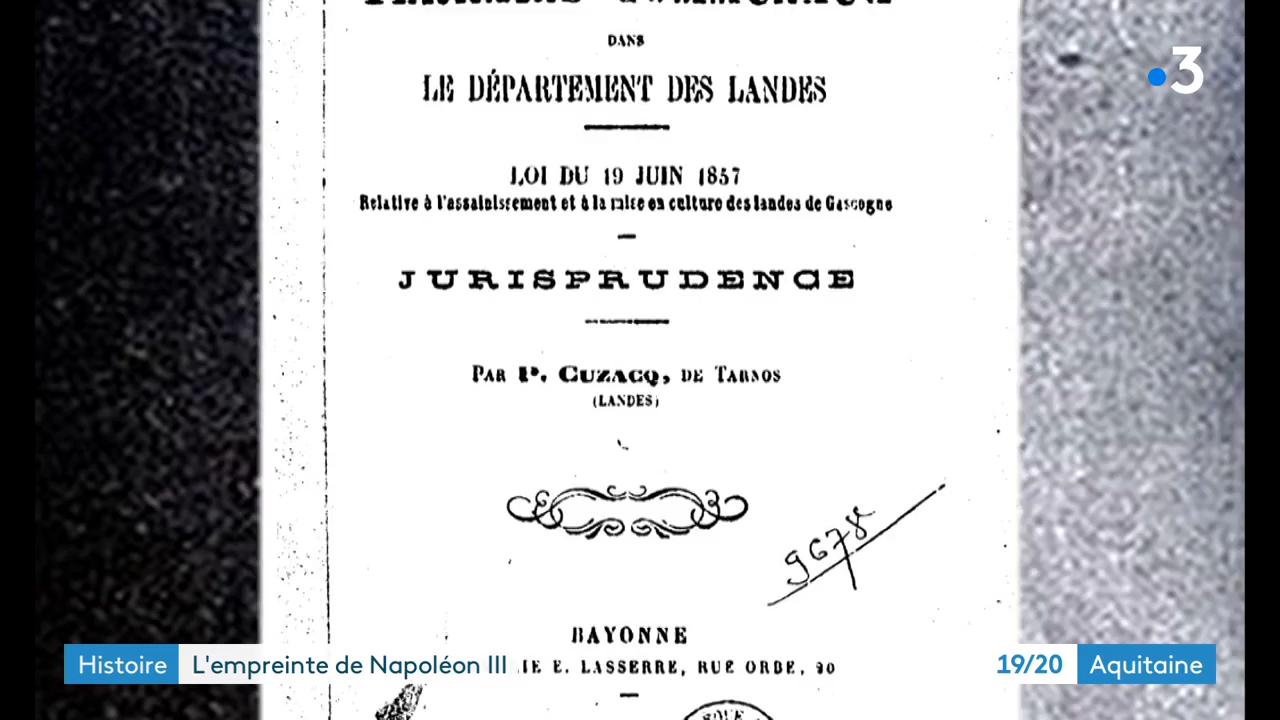 DANS
LE DÉPARTEMENT DES LANDES
LOI DU 19 JUIN 1857
Relative à l'assainissement et à la mise en culture des landes de Gascogne
JURISPRUDENCE
PAR P. CUZACQ, DE TARNOS
(LANDES)
9678
BAYONNE
E. LASSERRE, RUE ORBE, 20
3
Histoire
L'empreinte de Napoléon III
19/20
Aquitaine